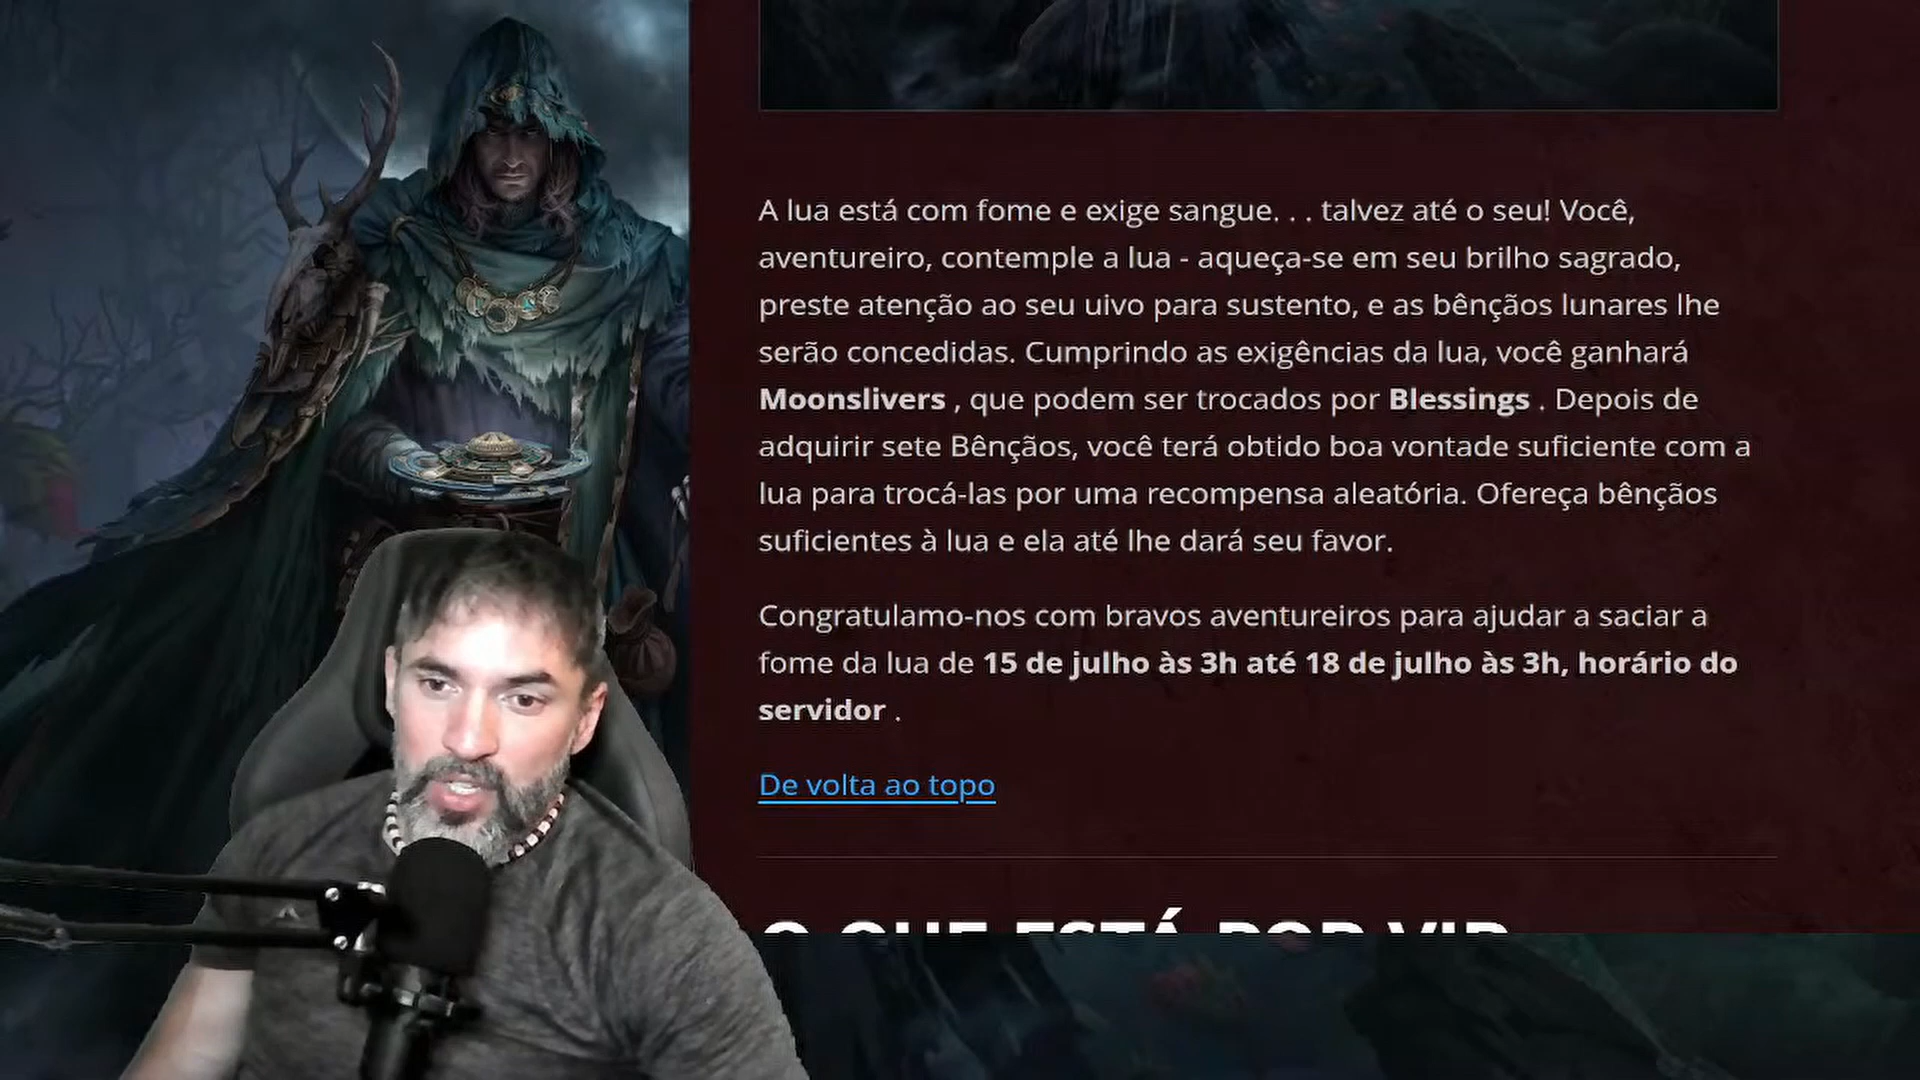 A lua está com fome e exige sangue. . . talvez até o seu! Você,
aventureiro, contemple a lua - aqueça-se em seu brilho sagrado,
preste atenção ao seu uivo para sustento, e as bênçãos lunares lhe
serão concedidas. Cumprindo as exigências da lua, você ganhará
Moonslivers , que podem ser trocados por Blessings . Depois de
adquirir sete Bênçãos, você terá obtido boa vontade suficiente com a
lua para trocá-las por uma recompensa aleatória. Ofereça bênçãos
suficientes à lua e ela até lhe dará seu favor.
Congratulamo-nos com bravos aventureiros para ajudar a saciar a
fome da lua de 15 de julho às 3h até 18 de julho às 3h, horário do
servidor .
De volta ao topo
O QUE ESTÁ POR VIR